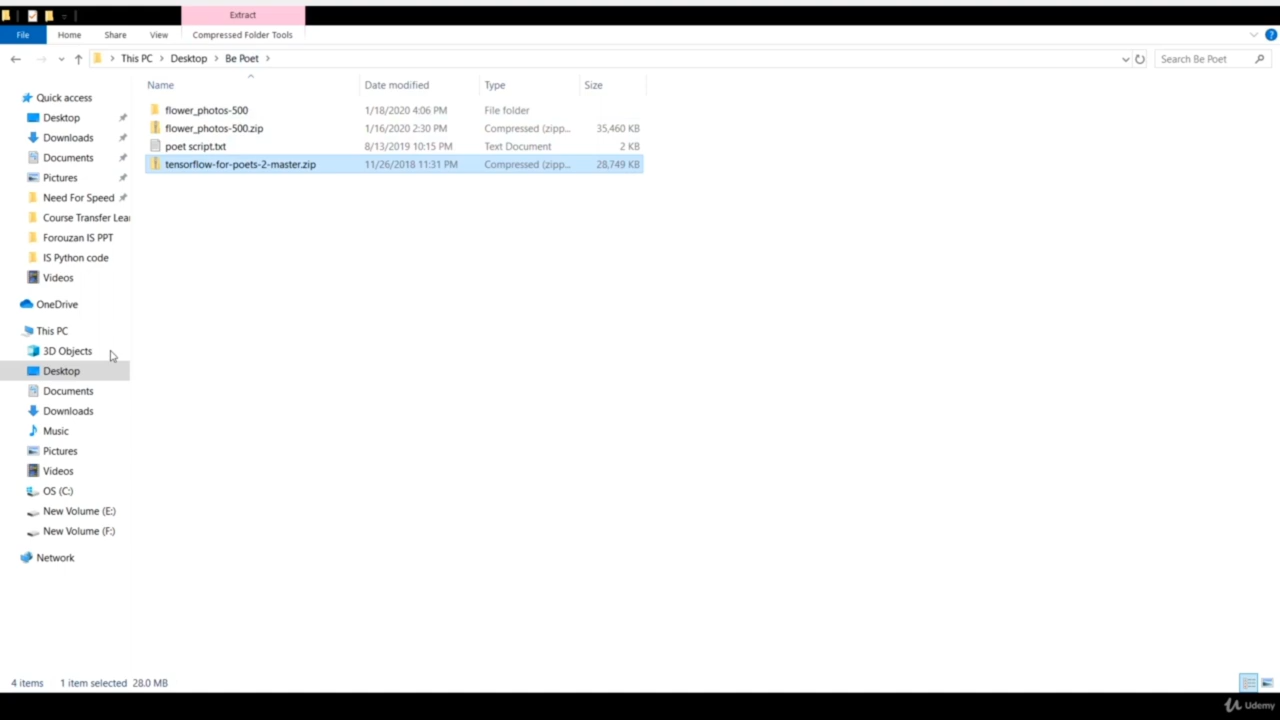 Extract
File Home Share View Compressed Folder Tools
This PC Desktop Be Poet Search Be Poet
Name Date modified Type Size
Quick access
Desktop
Downloads
Documents
Pictures
Need For Speed
Course Transfer Lear
Forouzan IS PPT
IS Python code
Videos
OneDrive
This PC
3D Objects
Desktop
Documents
Downloads
Music
Pictures
Videos
OS (C:)
New Volume (E:)
New Volume (F:)
Network
flower_photos-500 1/18/2020 4:06 PM File folder
flower_photos-500.zip 1/16/2020 2:30 PM Compressed (zipp... 35,460 KB
poet script.txt 8/13/2019 10:15 PM Text Document 2 KB
tensorflow-for-poets-2-master.zip 11/26/2018 11:31 PM Compressed (zipp... 28,749 KB
4 items 1 item selected 28.0 MB
Udemy